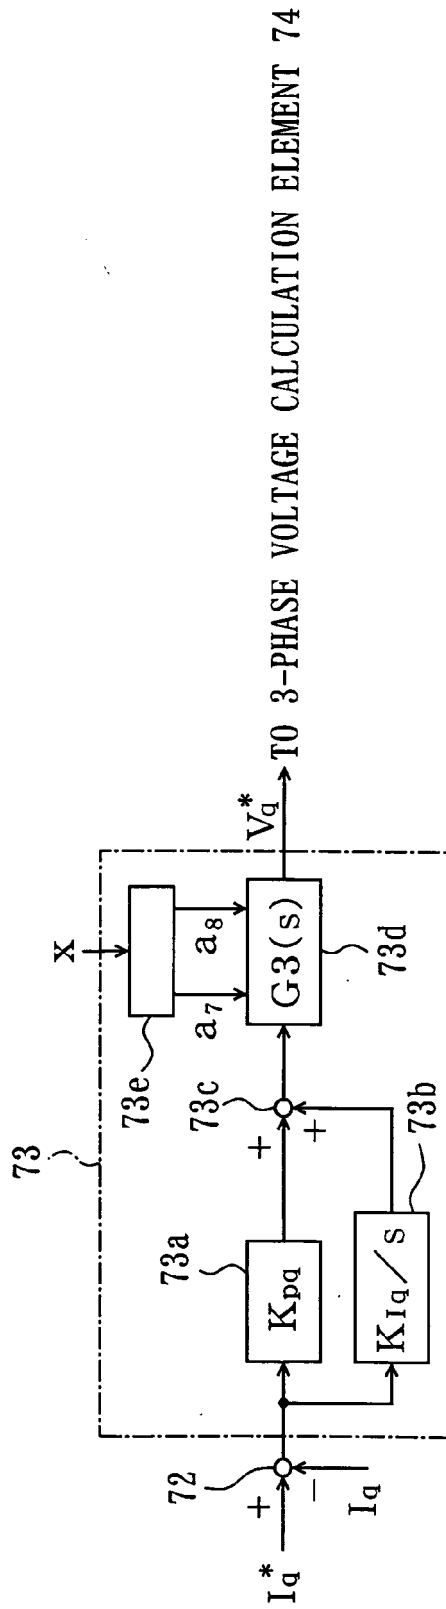 73
x
73e
a7
a8
73a
Kpq
73c
+
+
G3(s)
73d
Vq*
TO 3-PHASE VOLTAGE CALCULATION ELEMENT 74
72
Iq*
+
−
Iq
KIq/s
73b